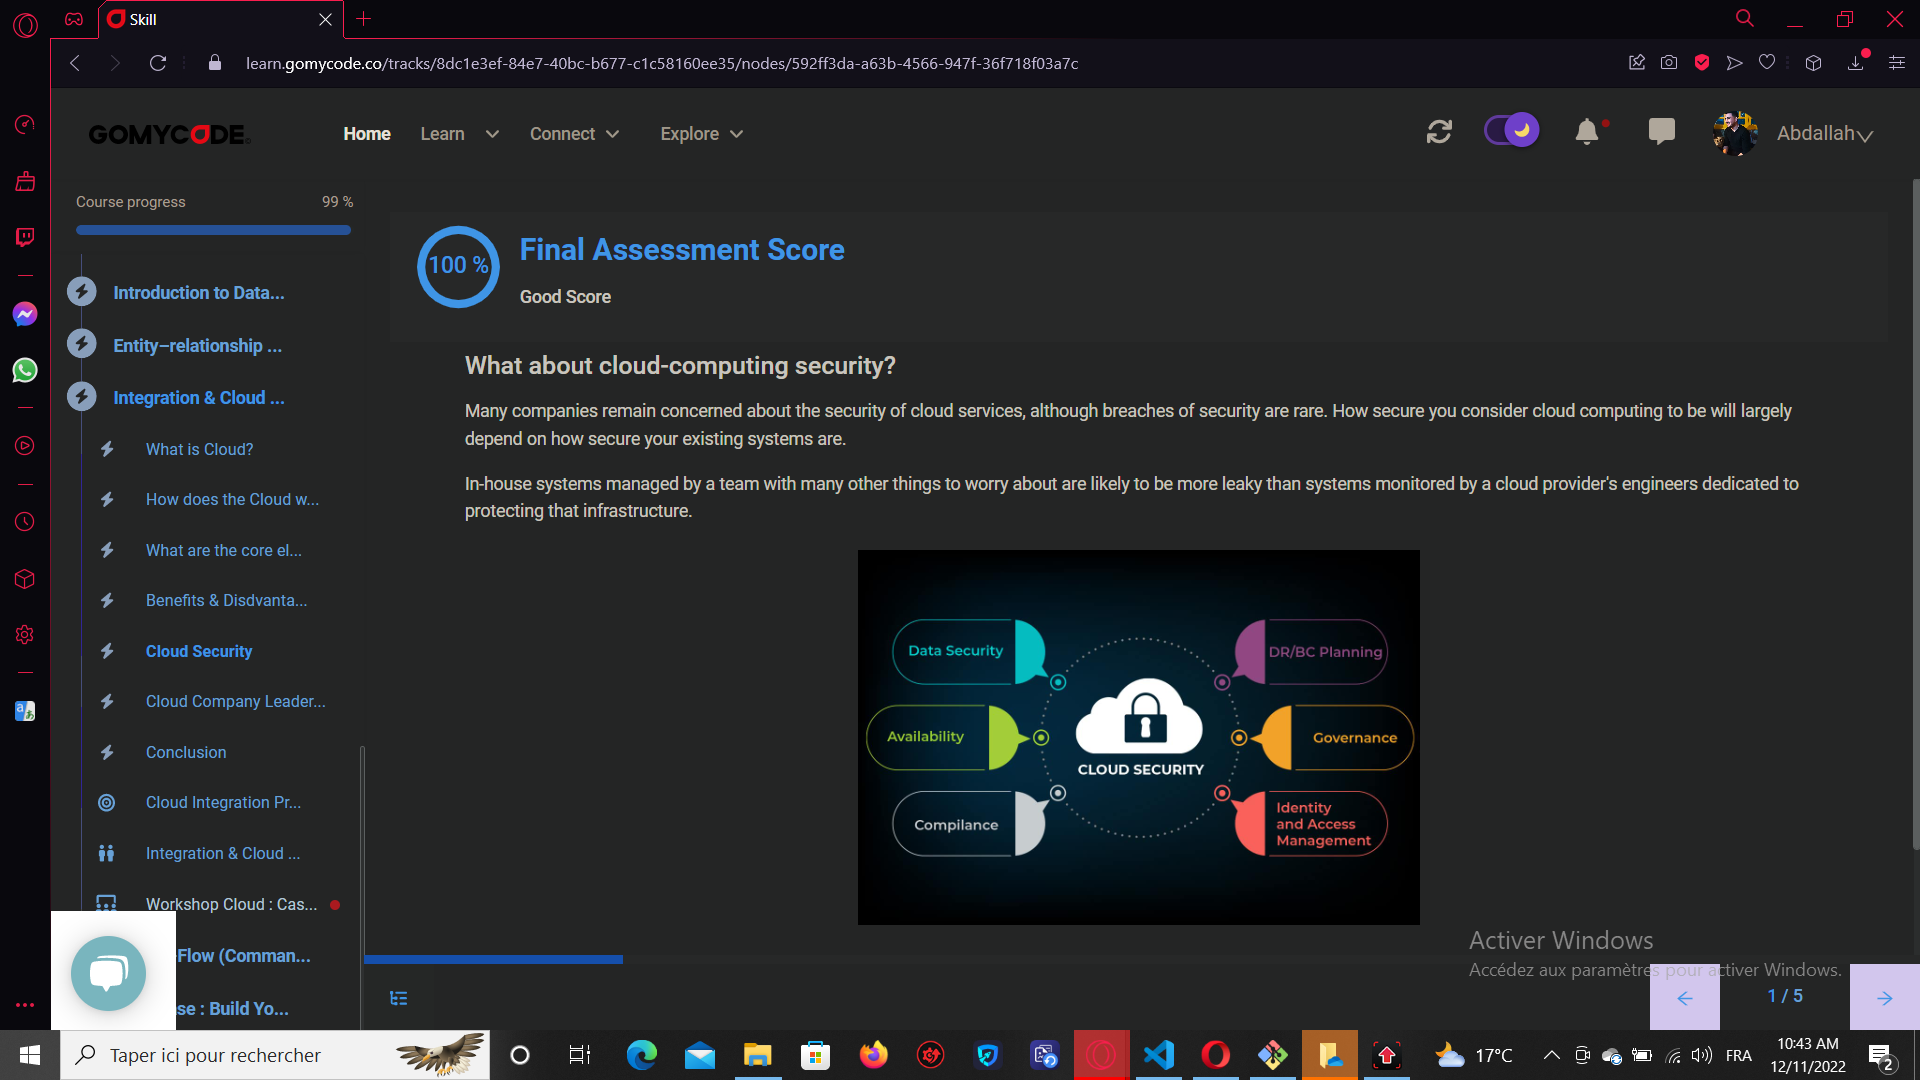 Skill
learn.gomycode.co/tracks/8dc1e3ef-84e7-40bc-b677-c1c58160ee35/nodes/592ff3da-a63b-4566-947f-36f718f03a7c
GOMYCODE
Home
Learn
Connect
Explore
Abdallah
Course progress
99 %
Introduction to Data...
Entity–relationship ...
Integration & Cloud ...
What is Cloud?
How does the Cloud w...
What are the core el...
Benefits & Disdvanta...
Cloud Security
Cloud Company Leader...
Conclusion
Cloud Integration Pr...
Integration & Cloud ...
Workshop Cloud : Cas...
-Flow (Comman...
se : Build Yo...
100 %
Final Assessment Score
Good Score
What about cloud-computing security?
Many companies remain concerned about the security of cloud services, although breaches of security are rare. How secure you consider cloud computing to be will largely
depend on how secure your existing systems are.
In-house systems managed by a team with many other things to worry about are likely to be more leaky than systems monitored by a cloud provider's engineers dedicated to
protecting that infrastructure.
Data Security
DR/BC Planning
Availability
Governance
CLOUD SECURITY
Compilance
Identity
and Access
Management
Activer Windows
Accédez aux paramètres pour activer Windows.
1 / 5
Taper ici pour rechercher
17°C
FRA
10:43 AM
12/11/2022
2